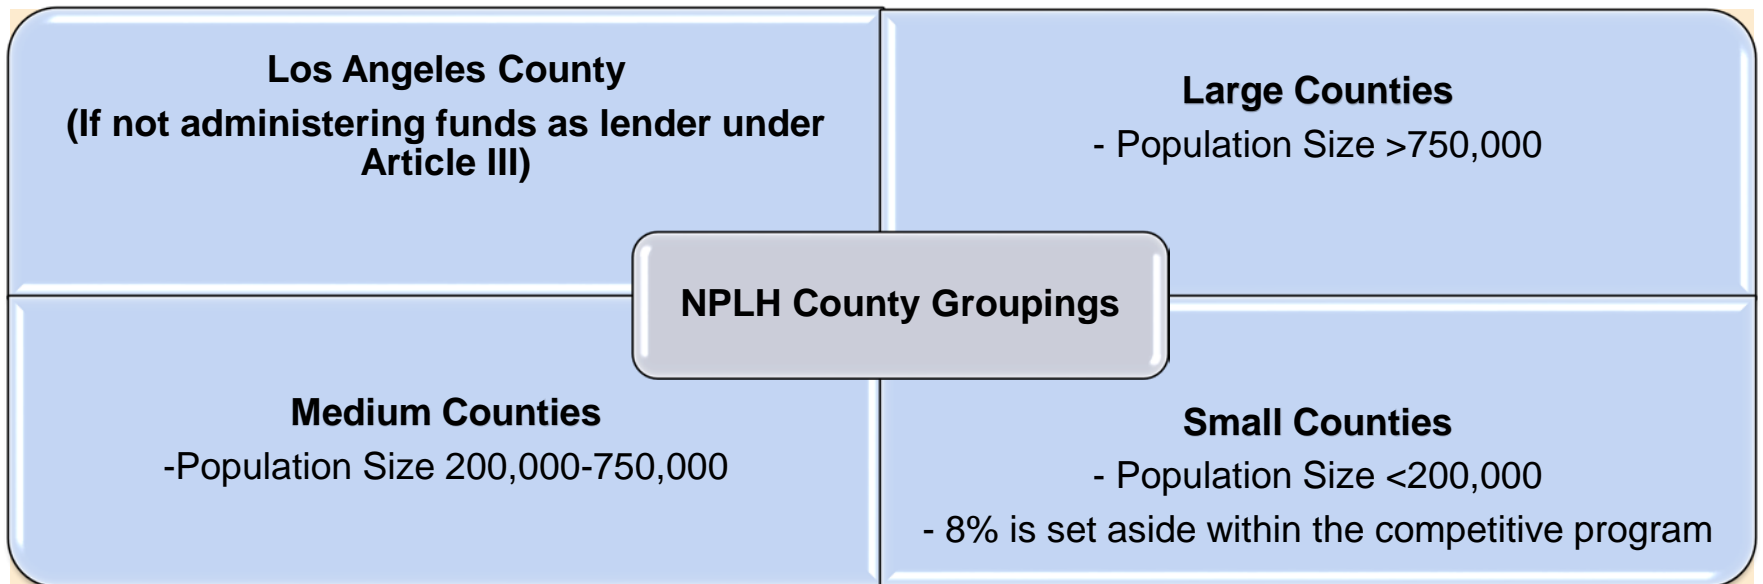 Los Angeles County
(If not administering funds as lender under
Article III)
Large Counties
- Population Size >750,000
NPLH County Groupings
Medium Counties
-Population Size 200,000-750,000
Small Counties
- Population Size <200,000
- 8% is set aside within the competitive program